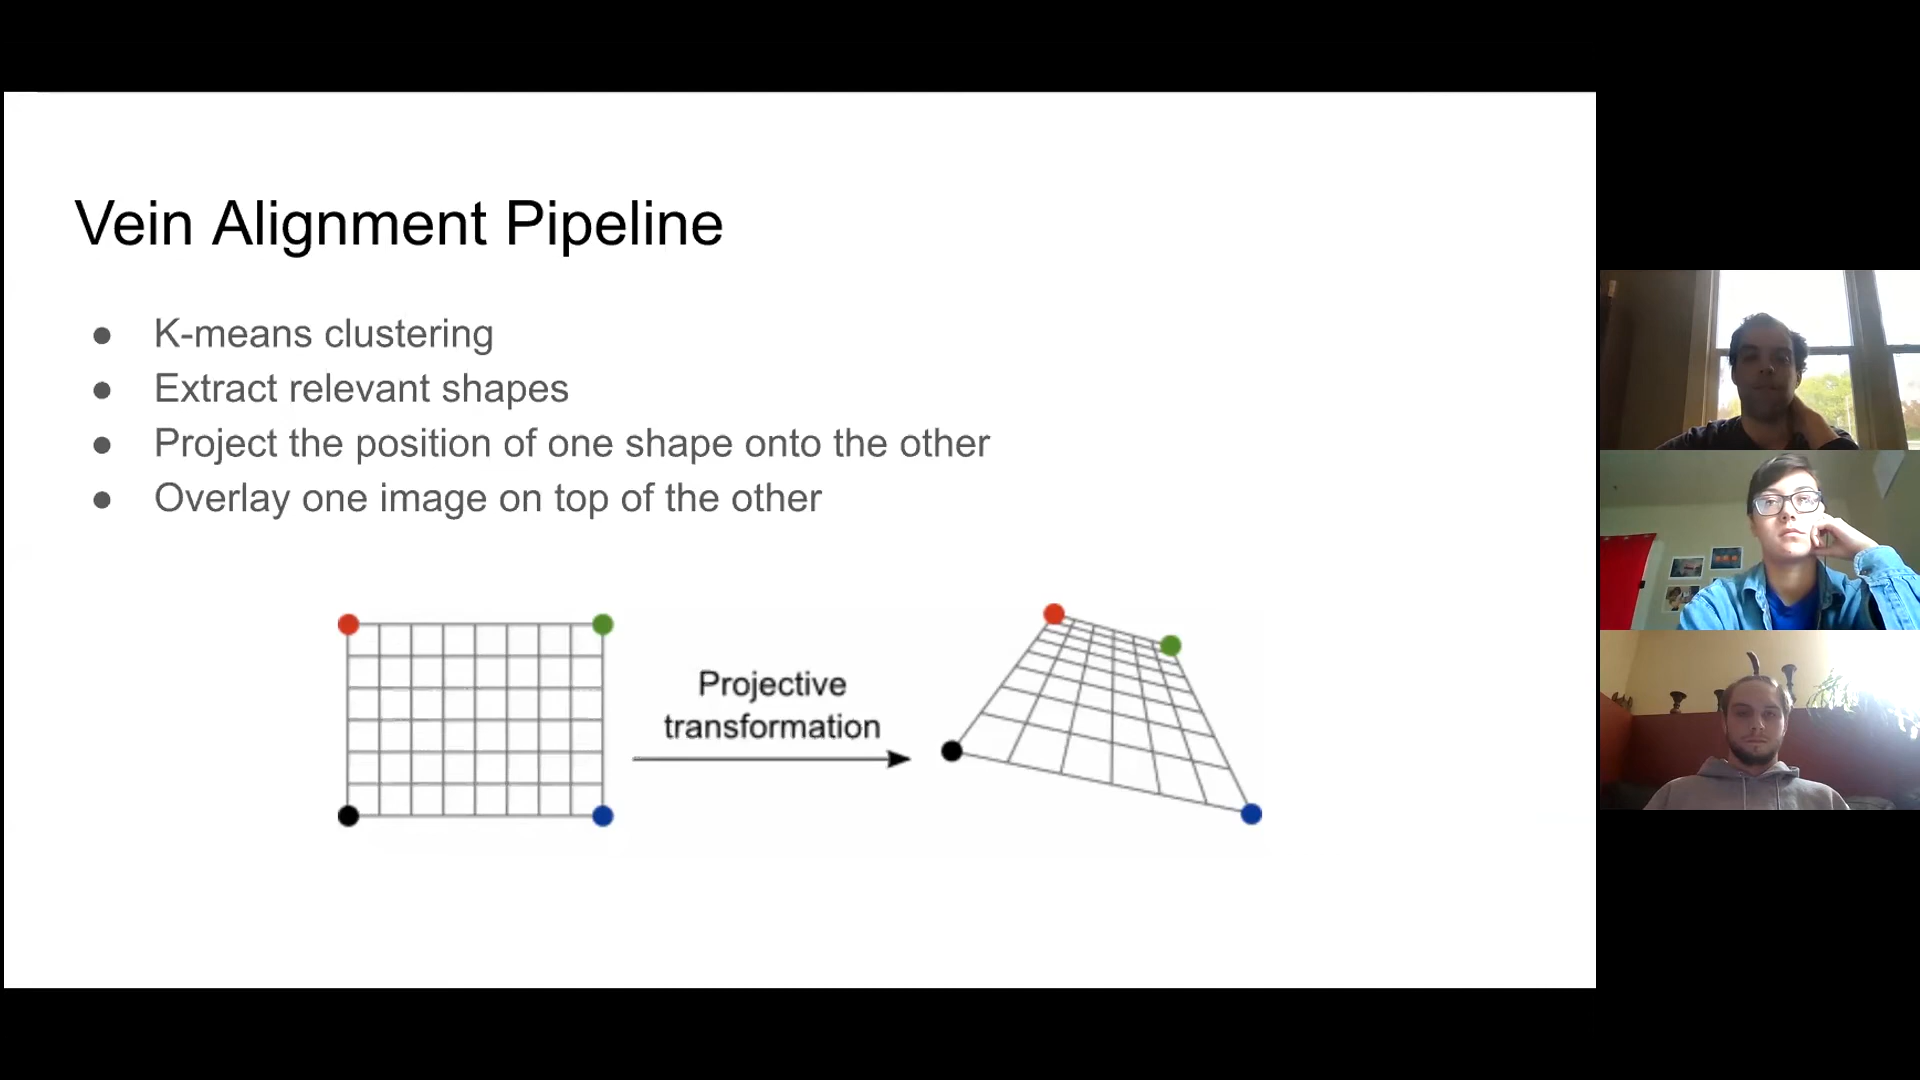 Vein Alignment Pipeline
● K-means clustering
● Extract relevant shapes
● Project the position of one shape onto the other
● Overlay one image on top of the other
Projective
transformation